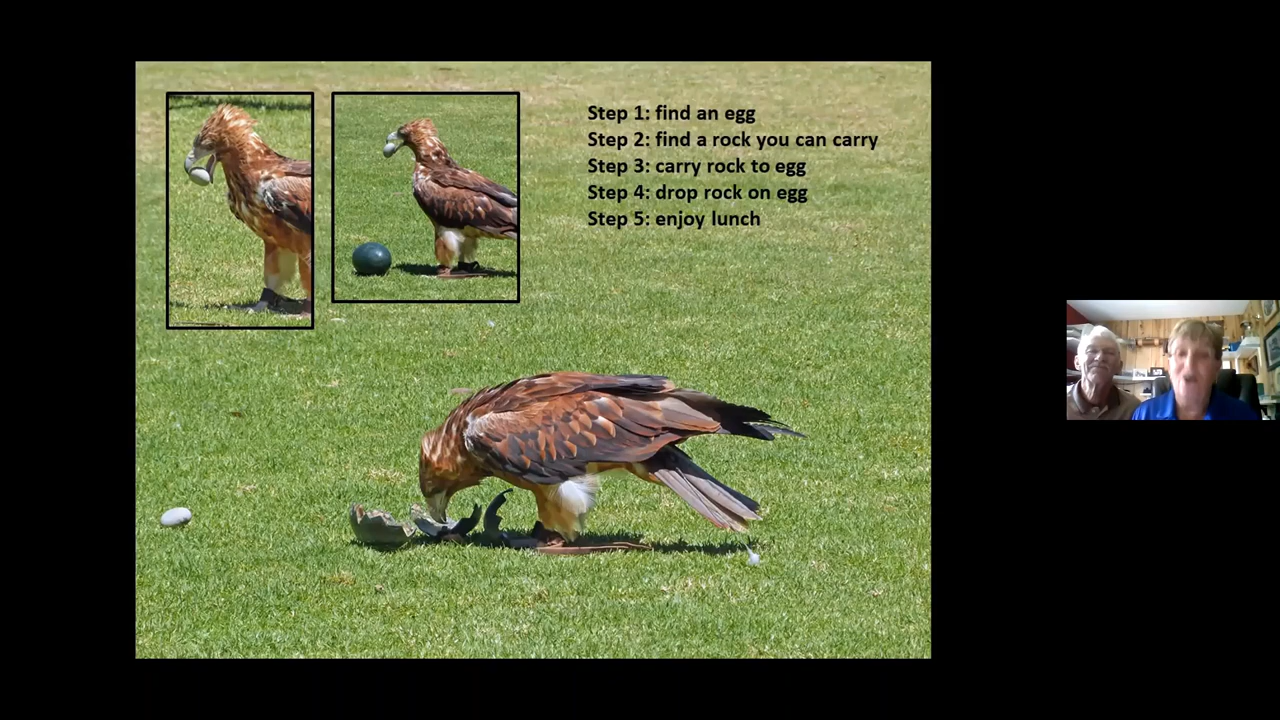 Step 1: find an egg
Step 2: find a rock you can carry
Step 3: carry rock to egg
Step 4: drop rock on egg
Step 5: enjoy lunch